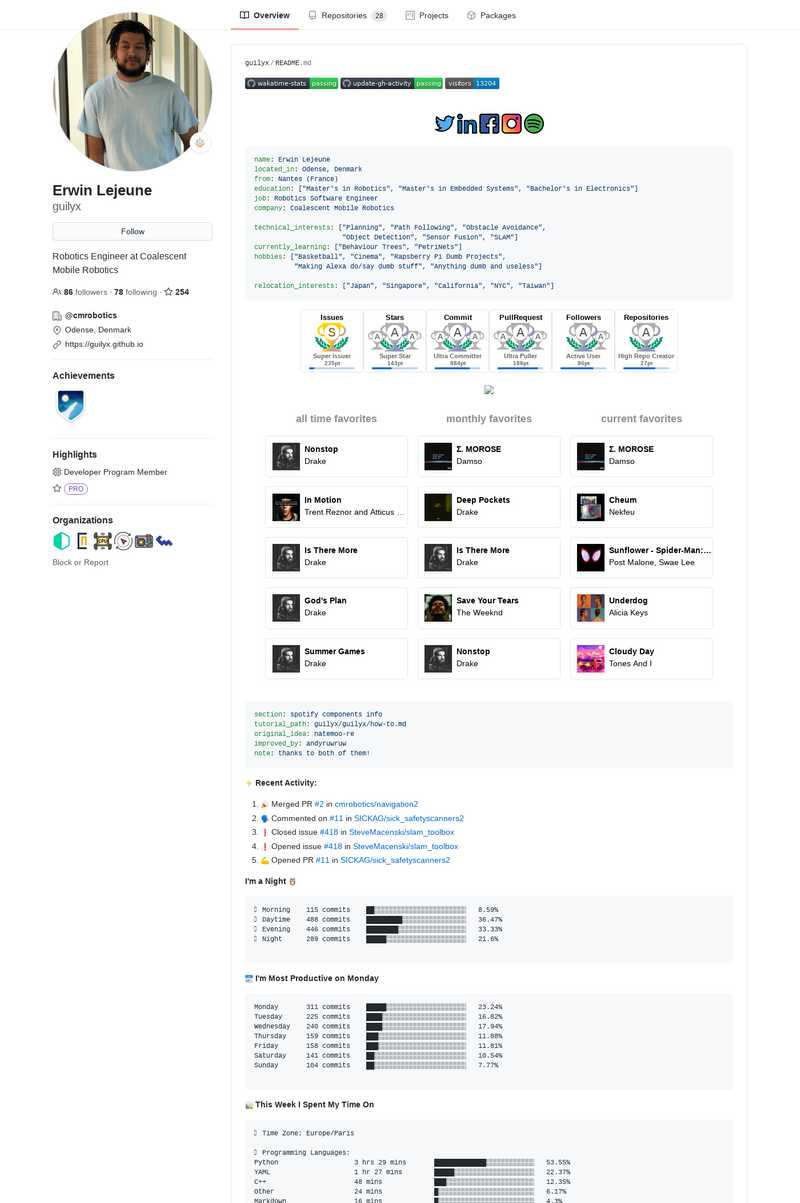 Overview
Repositories 28
Projects
Packages
Erwin Lejeune
guilyx
Follow
Robotics Engineer at Coalescent
Mobile Robotics
86 followers · 78 following · 254
@cmrobotics
Odense, Denmark
https://guilyx.github.io
Achievements
Highlights
Developer Program Member
PRO
Organizations
Block or Report
guilyx/README.md
wakatime-stats passing
update-gh-activity passing
visitors 13204
name: Erwin Lejeune
located_in: Odense, Denmark
from: Nantes (France)
education: ["Master's in Robotics", "Master's in Embedded Systems", "Bachelor's in Electronics"]
job: Robotics Software Engineer
company: Coalescent Mobile Robotics
technical_interests: ["Planning", "Path Following", "Obstacle Avoidance",
"Object Detection", "Sensor Fusion", "SLAM"]
currently_learning: ["Behaviour Trees", "PetriNets"]
hobbies: ["Basketball", "Cinema", "Rapsberry Pi Dumb Projects",
"Making Alexa do/say dumb stuff", "Anything dumb and useless"]
relocation_interests: ["Japan", "Singapore", "California", "NYC", "Taiwan"]
Issues
S
Super Issuer
235pt
Stars
A A A
Super Star
143pt
Commit
A A A
Ultra Committer
884pt
PullRequest
A A A
Ultra Puller
189pt
Followers
A
Active User
86pt
Repositories
A
High Repo Creator
27pt
all time favorites
monthly favorites
current favorites
Nonstop
Drake
Σ. MOROSE
Damso
Σ. MOROSE
Damso
In Motion
Trent Reznor and Atticus ...
Deep Pockets
Drake
Cheum
Nekfeu
Is There More
Drake
Is There More
Drake
Sunflower - Spider-Man:...
Post Malone, Swae Lee
God's Plan
Drake
Save Your Tears
The Weeknd
Underdog
Alicia Keys
Summer Games
Drake
Nonstop
Drake
Cloudy Day
Tones And I
section: spotify components info
tutorial_path: guilyx/guilyx/how-to.md
original_idea: natemoo-re
improved_by: andyruwruw
note: thanks to both of them!
Recent Activity:
1. Merged PR #2 in cmrobotics/navigation2
2. Commented on #11 in SICKAG/sick_safetyscanners2
3. Closed issue #418 in SteveMacenski/slam_toolbox
4. Opened issue #418 in SteveMacenski/slam_toolbox
5. Opened PR #11 in SICKAG/sick_safetyscanners2
I'm a Night
Morning 115 commits 8.59%
Daytime 488 commits 36.47%
Evening 446 commits 33.33%
Night 289 commits 21.6%
I'm Most Productive on Monday
Monday 311 commits 23.24%
Tuesday 225 commits 16.82%
Wednesday 240 commits 17.94%
Thursday 159 commits 11.88%
Friday 158 commits 11.81%
Saturday 141 commits 10.54%
Sunday 104 commits 7.77%
This Week I Spent My Time On
Time Zone: Europe/Paris
Programming Languages:
Python 3 hrs 29 mins 53.55%
YAML 1 hr 27 mins 22.37%
C++ 48 mins 12.35%
Other 24 mins 6.17%
Markdown 16 mins 4.3%